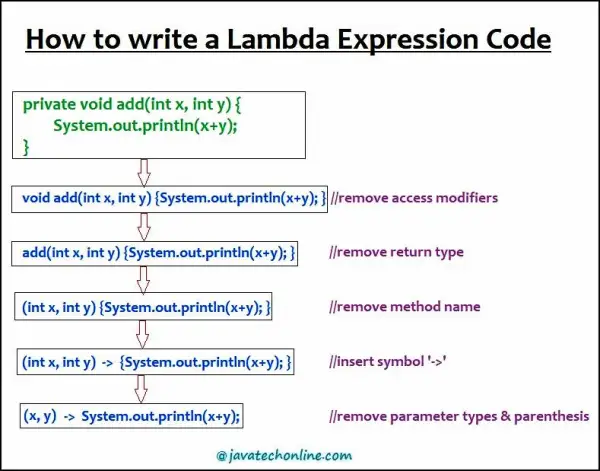 How to write a Lambda Expression Code
private void add(int x, int y) {
System.out.println(x+y);
}
void add(int x, int y) {System.out.println(x+y); } //remove access modifiers
add(int x, int y) {System.out.println(x+y); } //remove return type
(int x, int y) {System.out.println(x+y); } //remove method name
(int x, int y) -> {System.out.println(x+y); } //insert symbol '->'
(x, y) -> System.out.println(x+y); //remove parameter types & parenthesis
@javatechonline.com